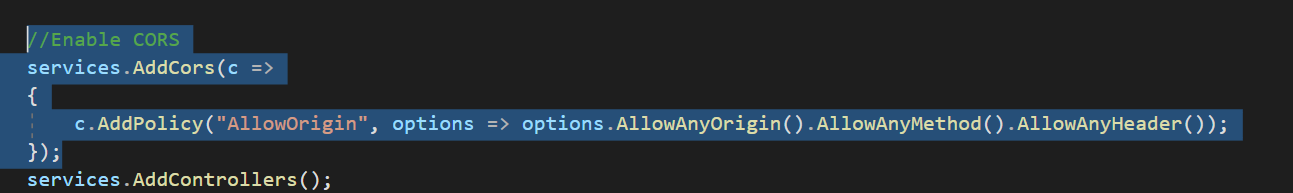 //Enable CORS
services.AddCors(c =>
{
    c.AddPolicy("AllowOrigin", options => options.AllowAnyOrigin().AllowAnyMethod().AllowAnyHeader());
});
services.AddControllers();